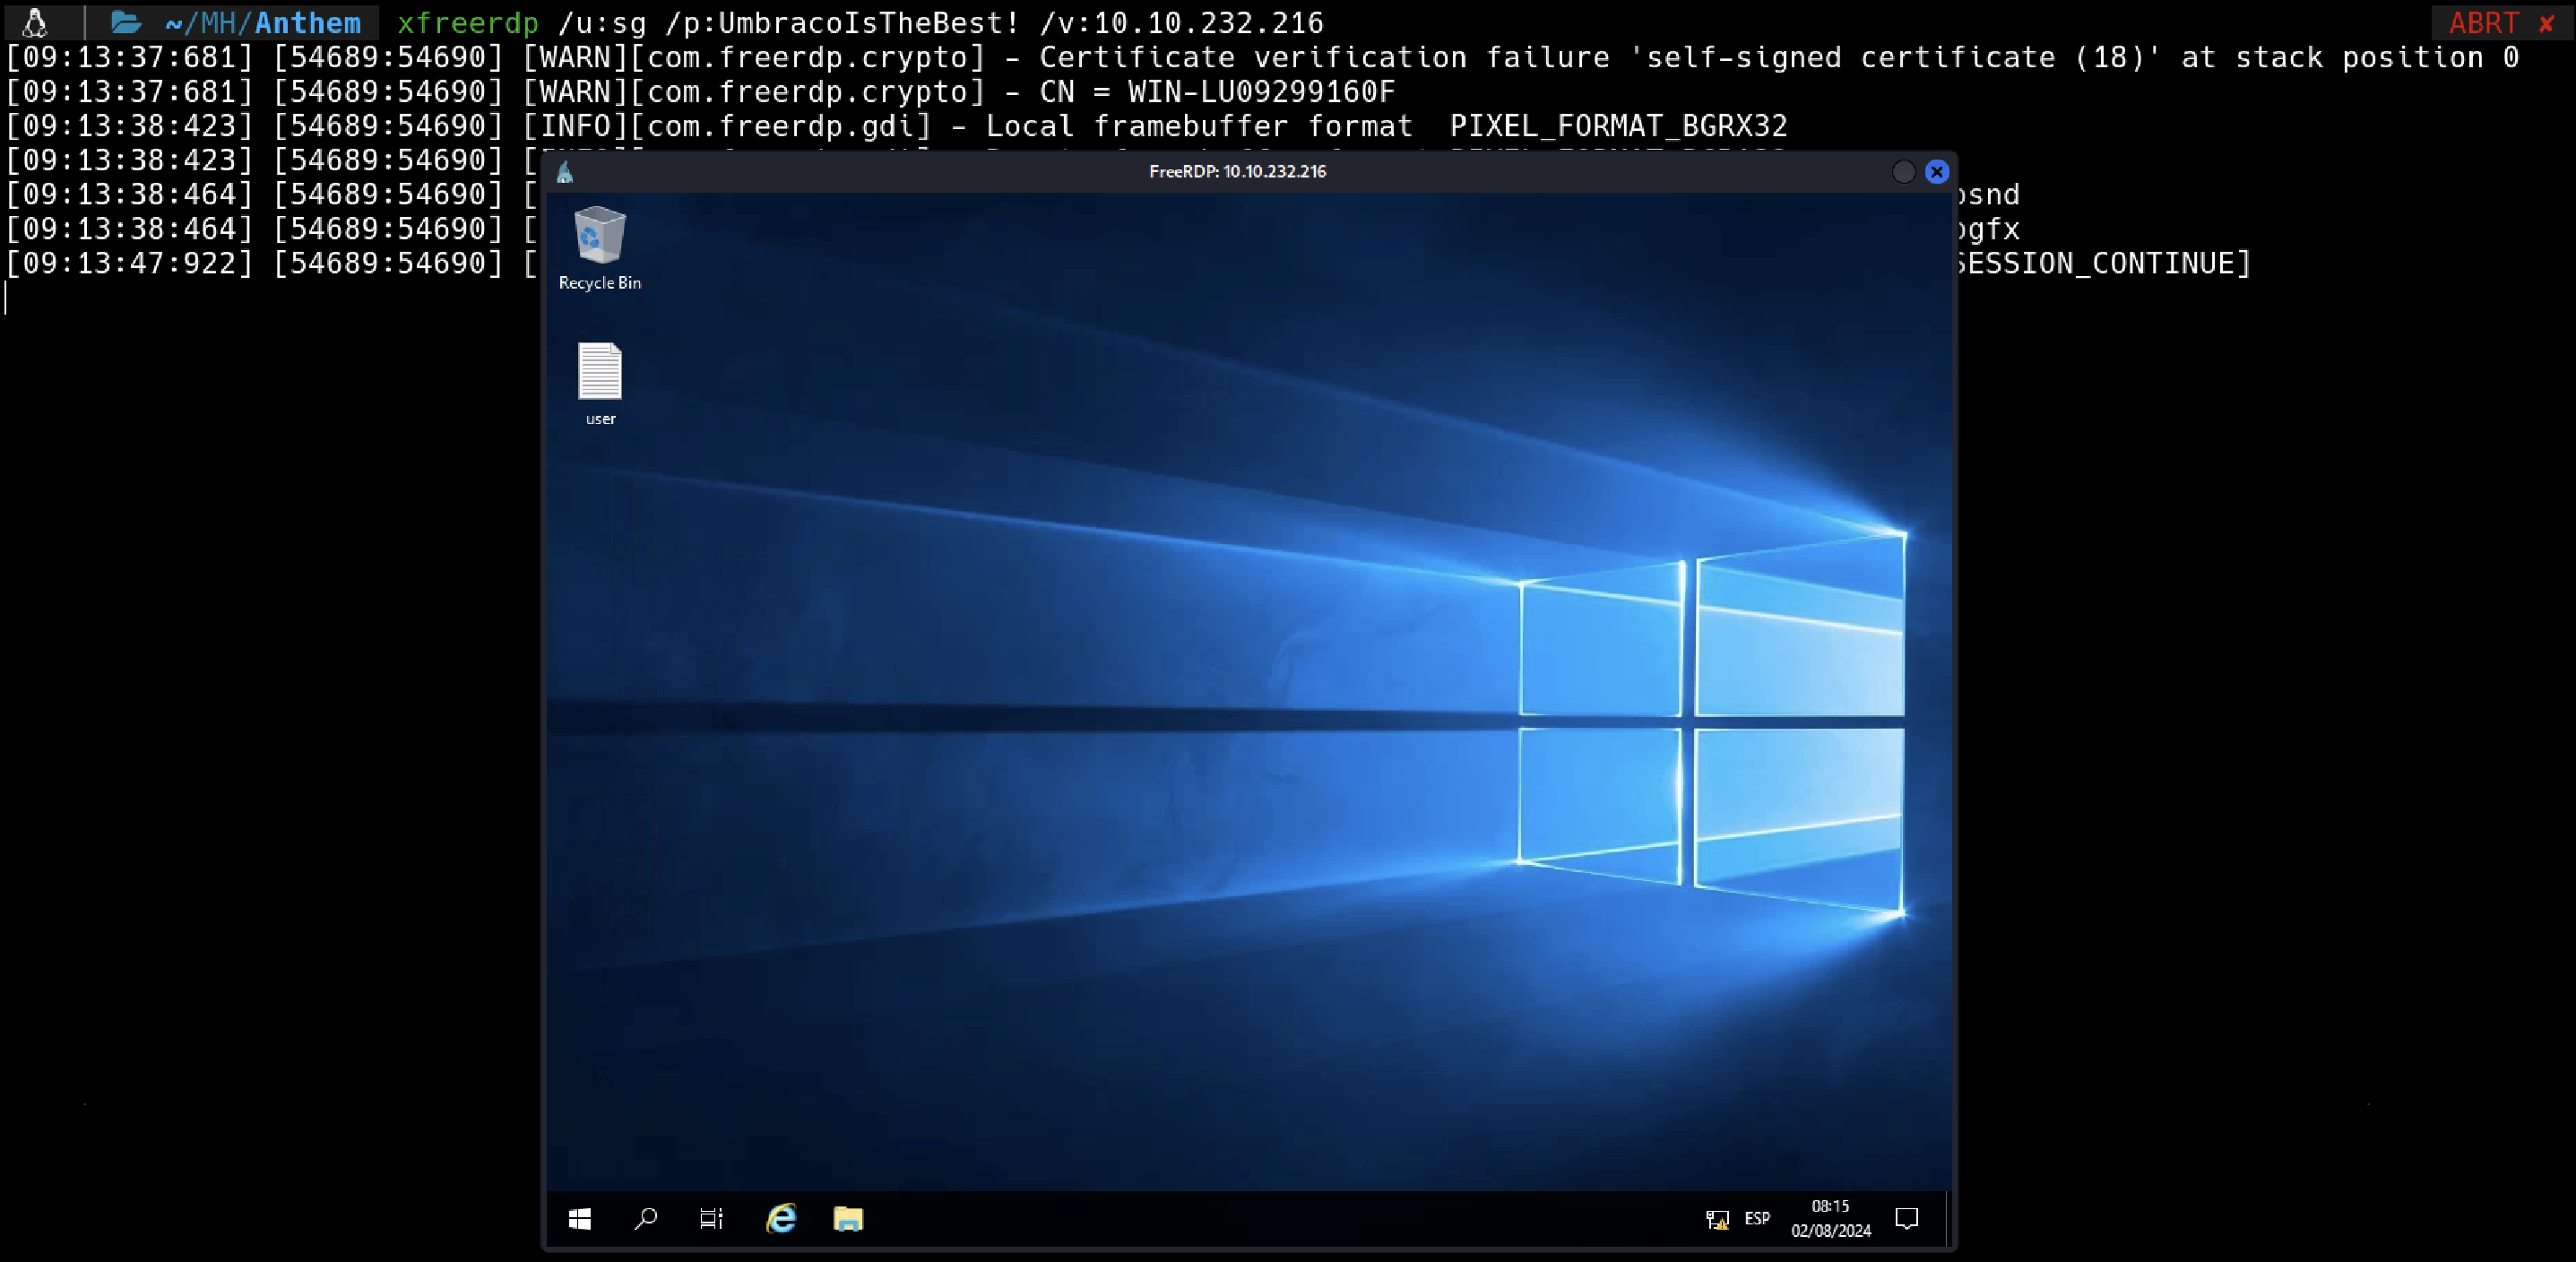 ~/MH/Anthem xfreerdp /u:sg /p:UmbracoIsTheBest! /v:10.10.232.216 ABRT ✘
[09:13:37:681] [54689:54690] [WARN][com.freerdp.crypto] - Certificate verification failure 'self-signed certificate (18)' at stack position 0
[09:13:37:681] [54689:54690] [WARN][com.freerdp.crypto] - CN = WIN-LU09299160F
[09:13:38:423] [54689:54690] [INFO][com.freerdp.gdi] - Local framebuffer format  PIXEL_FORMAT_BGRX32
[09:13:38:423] [54689:54690] [
[09:13:38:464] [54689:54690] [ psnd
[09:13:38:464] [54689:54690] [ pgfx
[09:13:47:922] [54689:54690] [ SESSION_CONTINUE]
FreeRDP: 10.10.232.216
Recycle Bin
user
ESP
08:15
02/08/2024